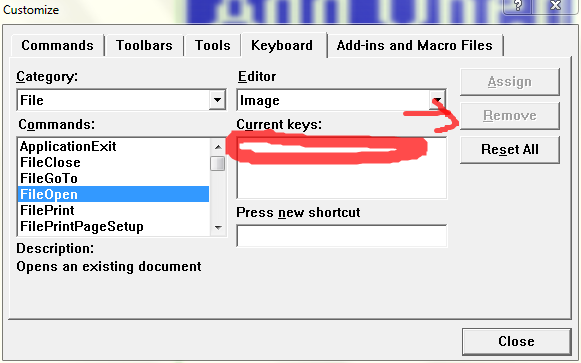 Customize
?
Commands Toolbars Tools Keyboard Add-ins and Macro Files
Category: Editor
File Image
Assign
Remove
Reset All
Commands: Current keys:
ApplicationExit
FileClose
FileGoTo
FileOpen
FilePrint
FilePrintPageSetup
Press new shortcut
Description:
Opens an existing document
Close